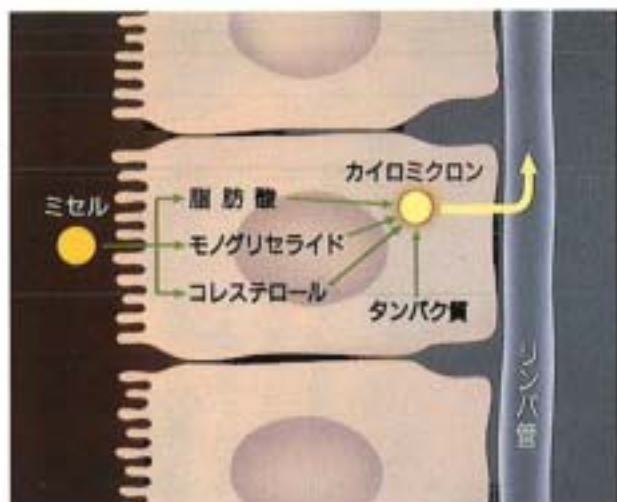 ミセル
脂肪酸
モノグリセライド
コレステロール
カイロミクロン
タンパク質
リンパ管